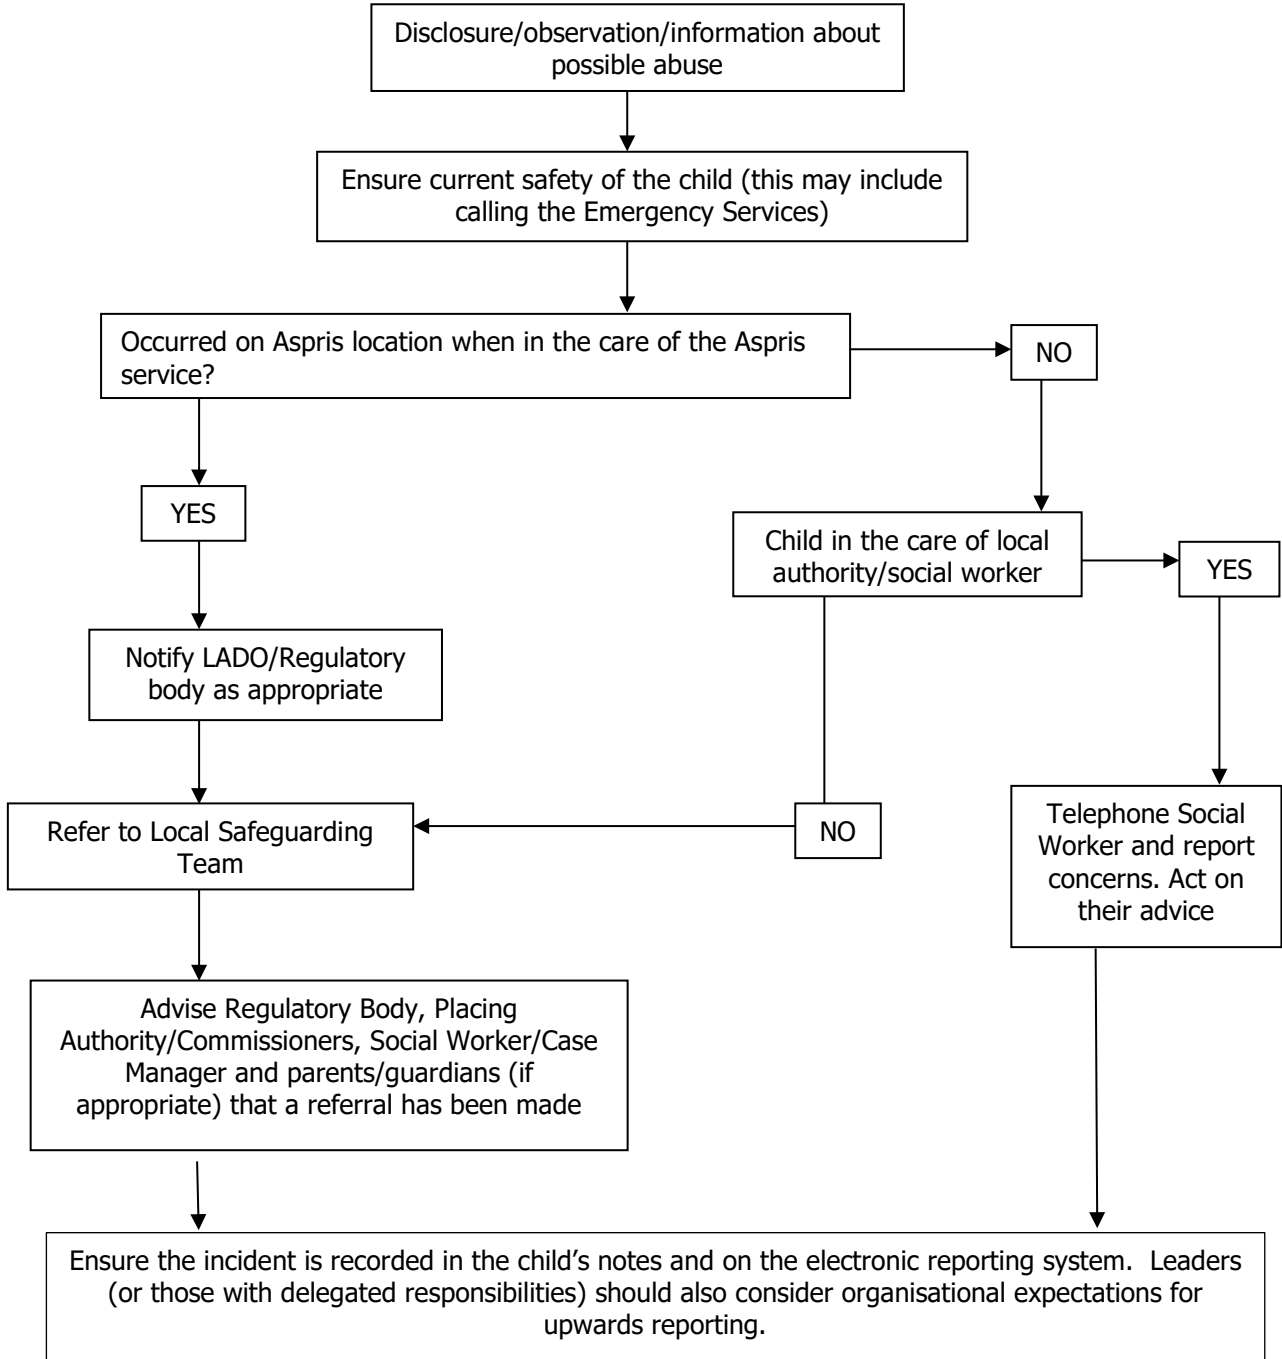 Disclosure/observation/information about
possible abuse
Ensure current safety of the child (this may include
calling the Emergency Services)
Occurred on Aspris location when in the care of the Aspris
service?
NO
YES
Child in the care of local
authority/social worker
YES
Notify LADO/Regulatory
body as appropriate
Refer to Local Safeguarding
Team
NO
Telephone Social
Worker and report
concerns. Act on
their advice
Advise Regulatory Body, Placing
Authority/Commissioners, Social Worker/Case
Manager and parents/guardians (if
appropriate) that a referral has been made
Ensure the incident is recorded in the child’s notes and on the electronic reporting system.  Leaders
(or those with delegated responsibilities) should also consider organisational expectations for
upwards reporting.